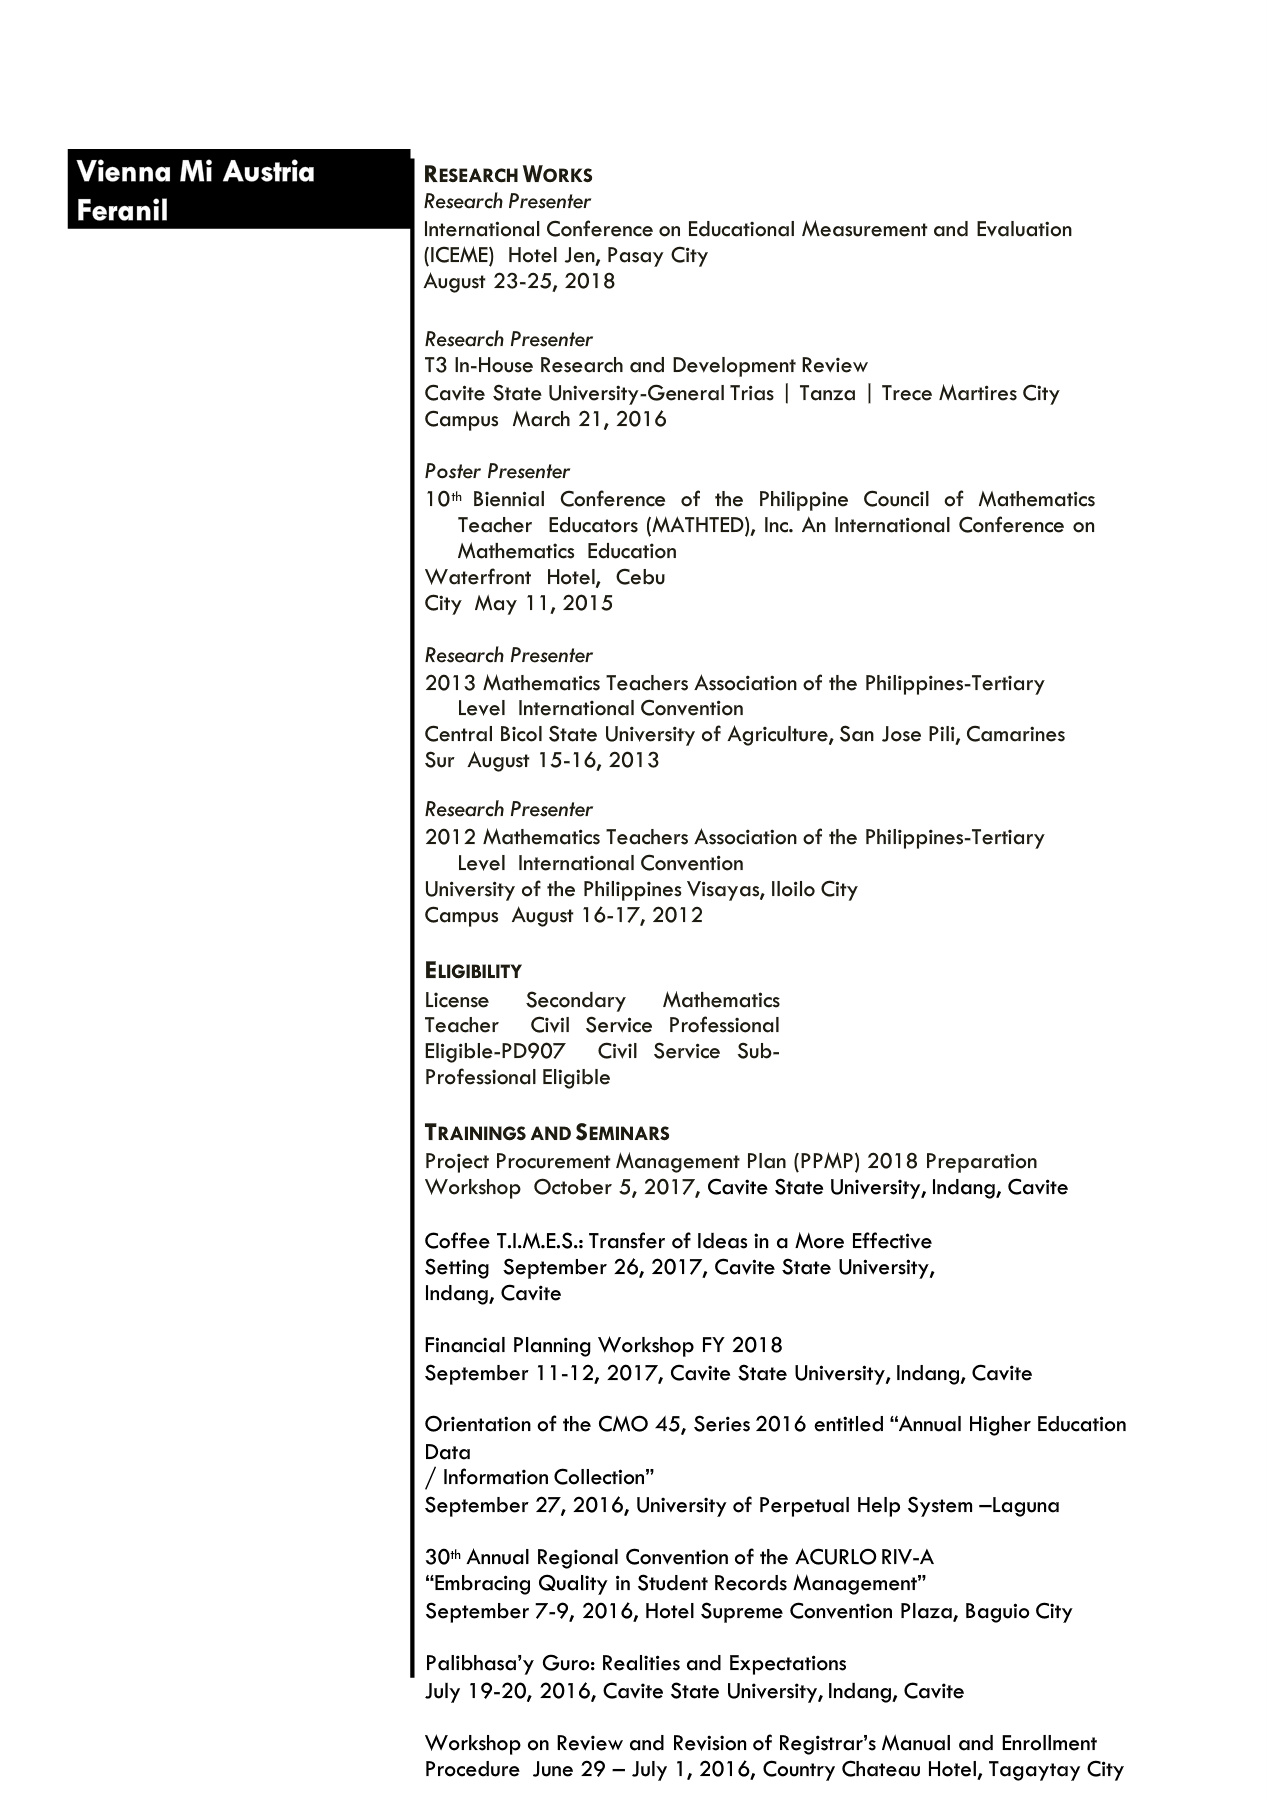 Vienna Mi Austria
Feranil
RESEARCH WORKS
Research Presenter
International Conference on Educational Measurement and Evaluation
(ICEME) Hotel Jen, Pasay City
August 23-25, 2018
Research Presenter
T3 In-House Research and Development Review
Cavite State University-General Trias | Tanza | Trece Martires City
Campus March 21, 2016
Poster Presenter
10th Biennial Conference of the Philippine Council of Mathematics
Teacher Educators (MATHTED), Inc. An International Conference on
Mathematics Education
Waterfront Hotel, Cebu
City May 11, 2015
Research Presenter
2013 Mathematics Teachers Association of the Philippines-Tertiary
Level International Convention
Central Bicol State University of Agriculture, San Jose Pili, Camarines
Sur August 15-16, 2013
Research Presenter
2012 Mathematics Teachers Association of the Philippines-Tertiary
Level International Convention
University of the Philippines Visayas, Iloilo City
Campus August 16-17, 2012
ELIGIBILITY
License Secondary Mathematics
Teacher Civil Service Professional
Eligible-PD907 Civil Service Sub-
Professional Eligible
TRAININGS AND SEMINARS
Project Procurement Management Plan (PPMP) 2018 Preparation
Workshop October 5, 2017, Cavite State University, Indang, Cavite
Coffee T.I.M.E.S.: Transfer of Ideas in a More Effective
Setting September 26, 2017, Cavite State University,
Indang, Cavite
Financial Planning Workshop FY 2018
September 11-12, 2017, Cavite State University, Indang, Cavite
Orientation of the CMO 45, Series 2016 entitled “Annual Higher Education
Data
/ Information Collection”
September 27, 2016, University of Perpetual Help System –Laguna
30th Annual Regional Convention of the ACURLO RIV-A
“Embracing Quality in Student Records Management”
September 7-9, 2016, Hotel Supreme Convention Plaza, Baguio City
Palibhasa’y Guro: Realities and Expectations
July 19-20, 2016, Cavite State University, Indang, Cavite
Workshop on Review and Revision of Registrar’s Manual and Enrollment
Procedure June 29 – July 1, 2016, Country Chateau Hotel, Tagaytay City